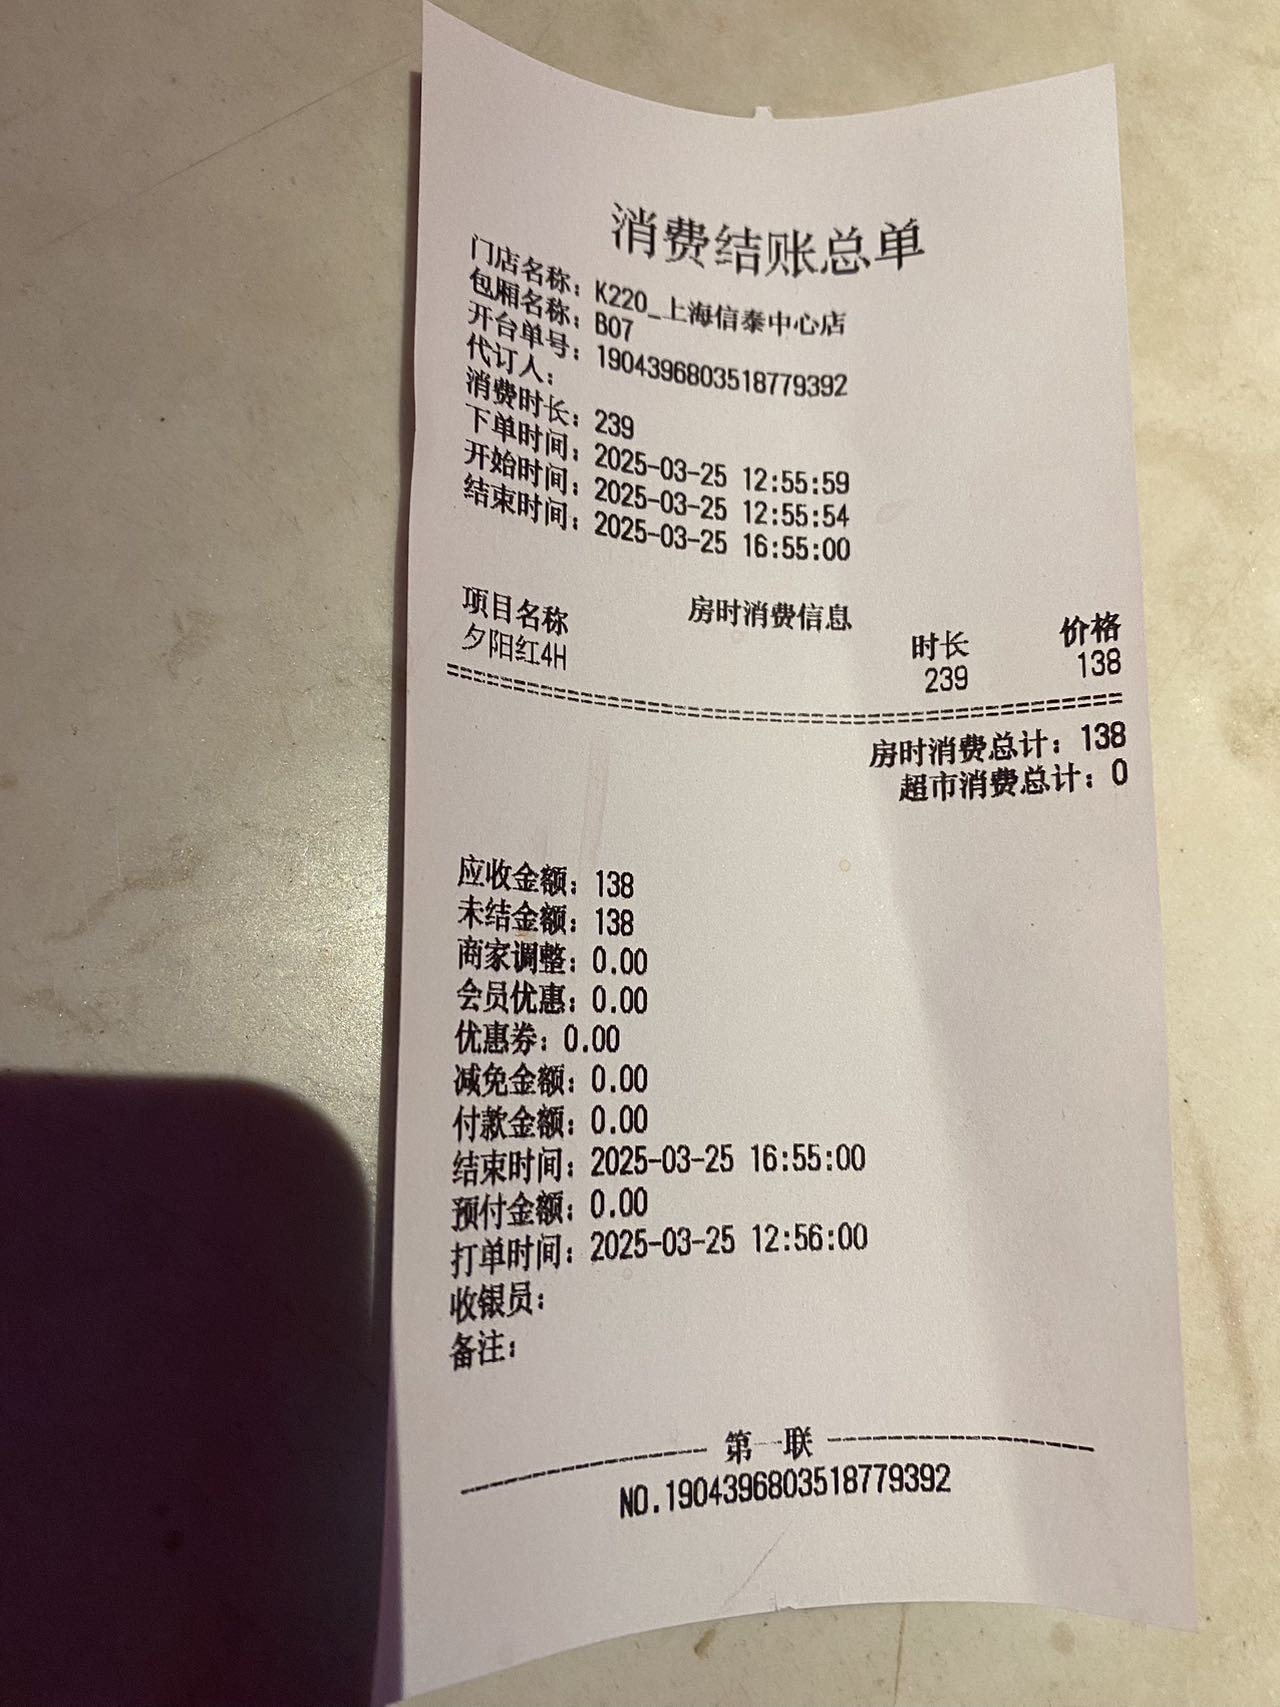 消费结账总单
门店名称：K220_上海信泰中心店
包厢名称：B07
开台单号：1904396803518779392
代订人：
消费时长：239
下单时间：2025-03-25 12:55:59
开始时间：2025-03-25 12:55:54
结束时间：2025-03-25 16:55:00
房时消费信息
项目名称 时长 价格
夕阳红4H 239 138
================================================
房时消费总计：138
超市消费总计：0
应收金额：138
未结金额：138
商家调整：0.00
会员优惠：0.00
优惠券：0.00
减免金额：0.00
付款金额：0.00
结束时间：2025-03-25 16:55:00
预付金额：0.00
打单时间：2025-03-25 12:56:00
收银员：
备注：
----------------- 第一联 -----------------
NO.1904396803518779392